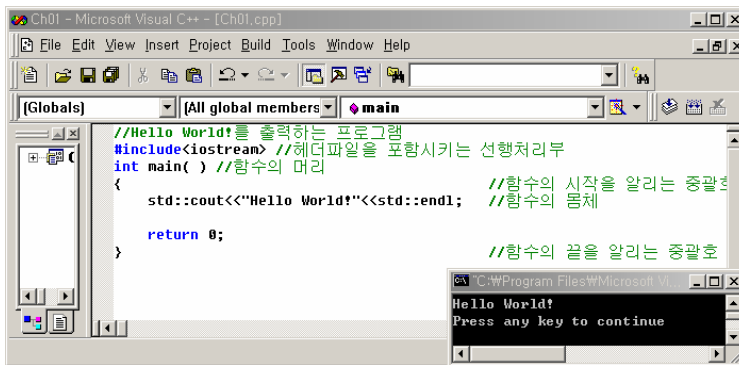 Ch01 - Microsoft Visual C++ - [Ch01.cpp]
File Edit View Insert Project Build Tools Window Help
(Globals) (All global members main
//Hello World!를 출력하는 프로그램
#include<iostream> //헤더파일을 포함시키는 선행처리부
int main( ) //함수의 머리
{ //함수의 시작을 알리는 중괄호
std::cout<<"Hello World!"<<std::endl; //함수의 몸체
return 0;
} //함수의 끝을 알리는 중괄호
"C:\Program Files\Microsoft Vi...
Hello World!
Press any key to continue